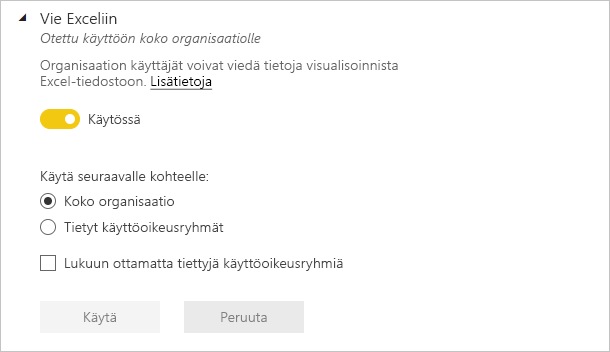 Vie Exceliin
Otettu käyttöön koko organisaatiolle
Organisaation käyttäjät voivat viedä tietoja visualisoinnista
Excel-tiedostoon. Lisätietoja
Käytössä
Käytä seuraavalle kohteelle:
Koko organisaatio
Tietyt käyttöoikeusryhmät
Lukuun ottamatta tiettyjä käyttöoikeusryhmiä
Käytä Peruuta